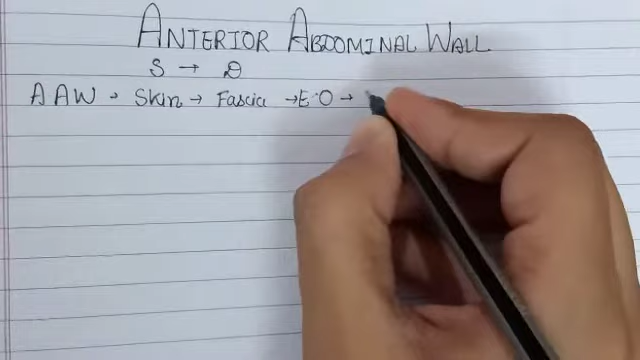 ANTERIOR ABDOMINAL WALL
S → D
AAW • Skin → Fascia → E.O →